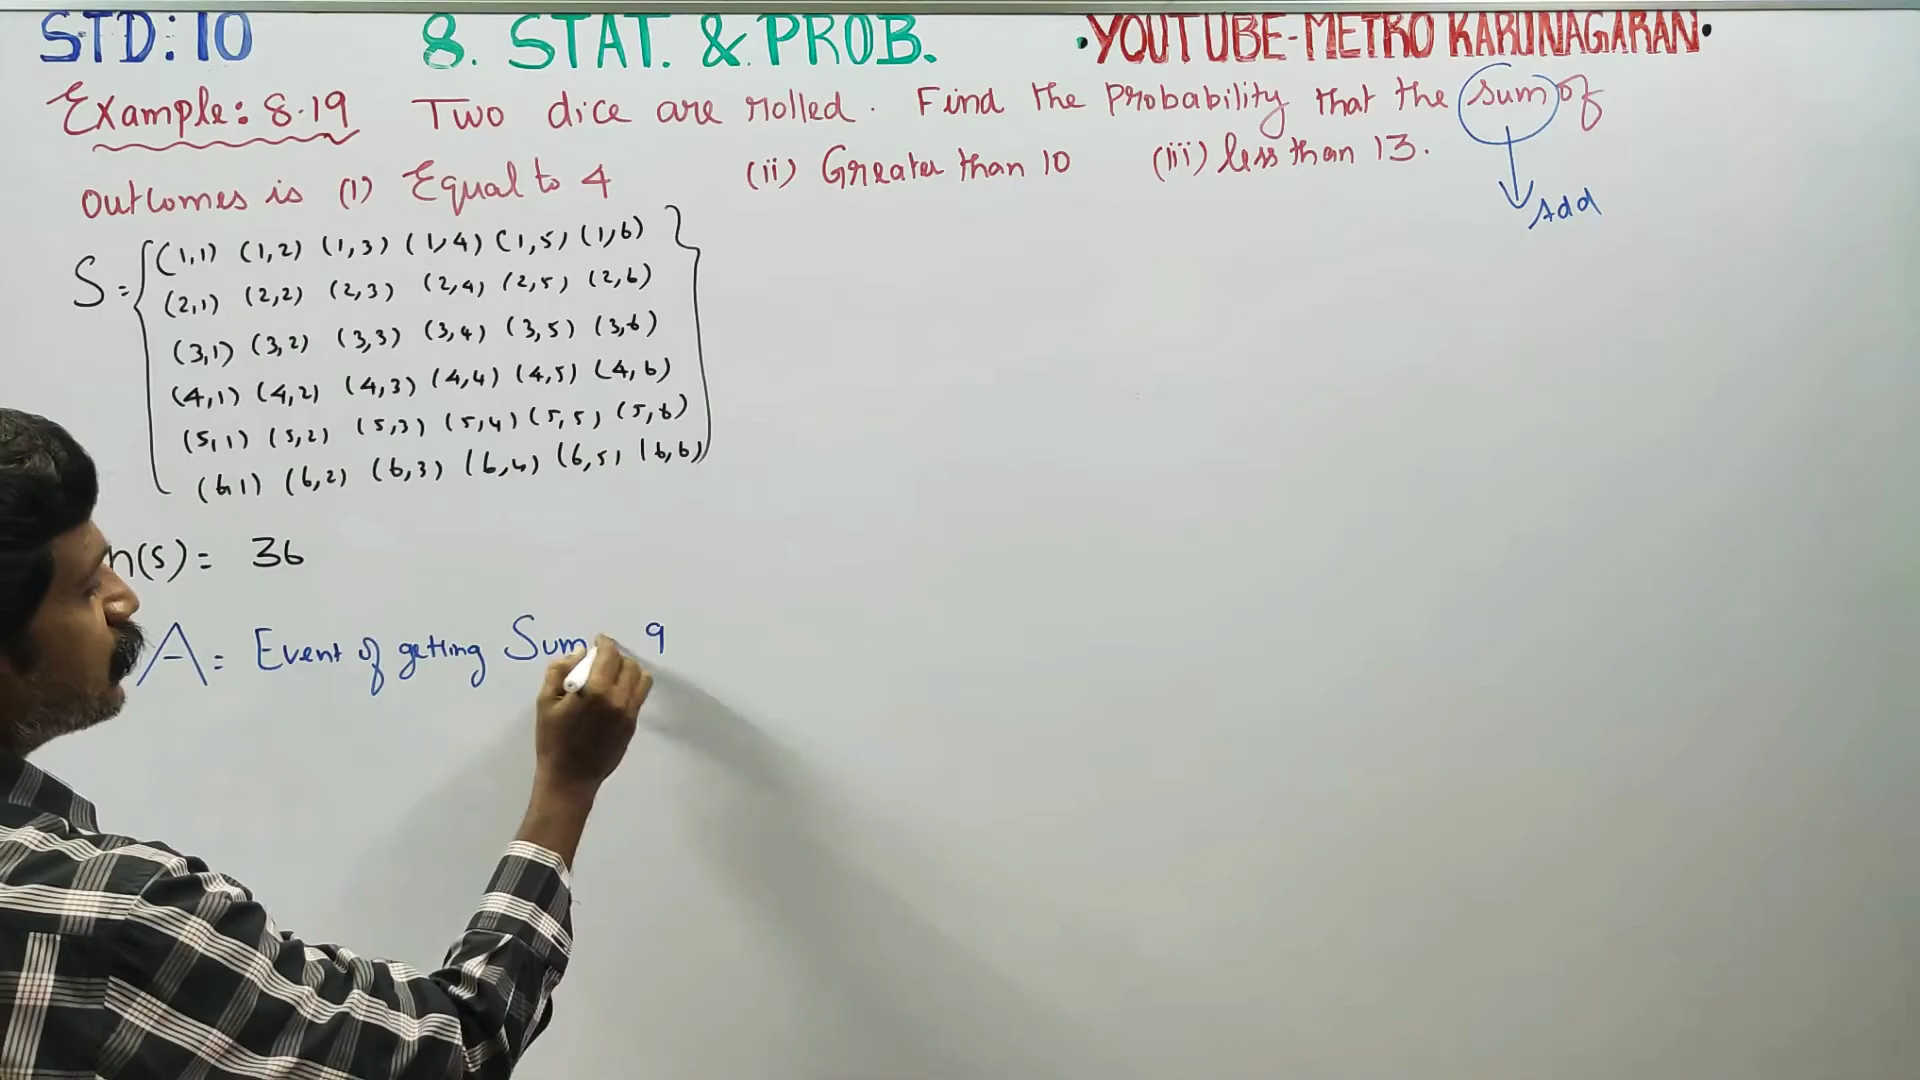 STD: 10 8. STAT. & PROB. •YOUTUBE-METRO KARUNAGARAN•
Example: 8.19 Two dice are rolled. Find the Probability that the sum of
outcomes is (i) Equal to 4 (ii) Greater than 10 (iii) less than 13.
Add
S = { (1,1) (1,2) (1,3) (1,4) (1,5) (1,6) }
(2,1) (2,2) (2,3) (2,4) (2,5) (2,6)
(3,1) (3,2) (3,3) (3,4) (3,5) (3,6)
(4,1) (4,2) (4,3) (4,4) (4,5) (4,6)
(5,1) (5,2) (5,3) (5,4) (5,5) (5,6)
(6,1) (6,2) (6,3) (6,4) (6,5) (6,6)
n(S) = 36
A = Event of geting Sum 9